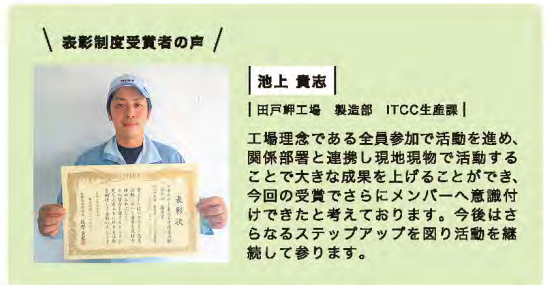 表彰制度受賞者の声
池上 貴志
田戸岬工場　製造部　ITCC生産課
工場理念である全員参加で活動を進め、
関係部署と連携し現地現物で活動する
ことで大きな成果を上げることができ、
今回の受賞でさらにメンバーへ意識付
けできたと考えております。今後はさ
らなるステップアップを図り活動を継
続して参ります。
表彰状